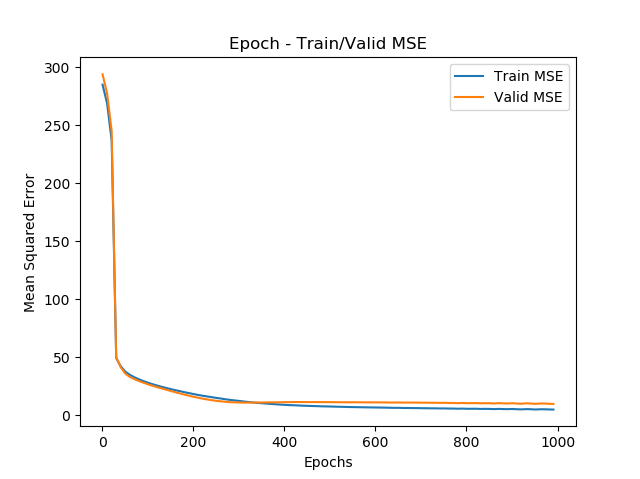 Epoch - Train/Valid MSE
300
250
200
150
100
50
0
Mean Squared Error
Train MSE
Valid MSE
0 200 400 600 800 1000
Epochs